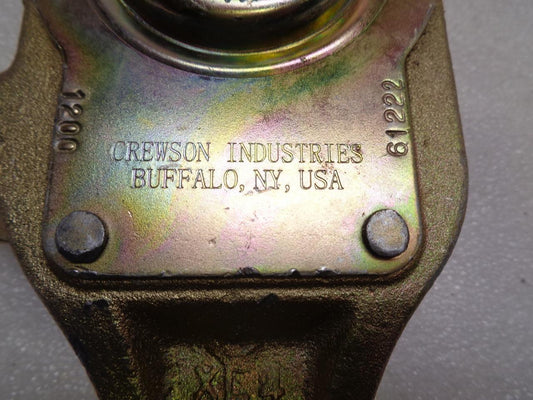 1200
61222
CREWSON INDUSTRIES
BUFFALO, NY, USA